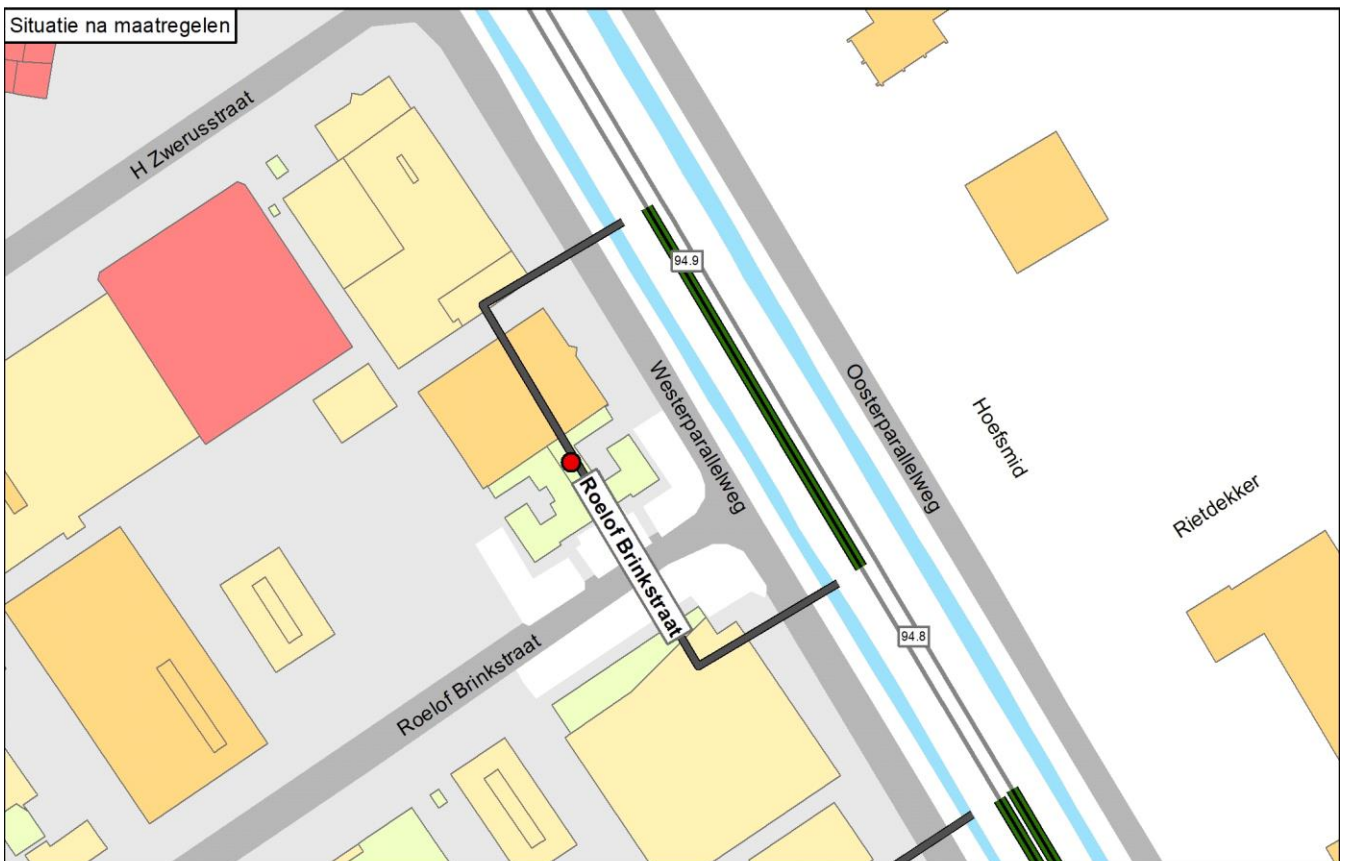 Situatie na maatregelen
H Zwerusstraat
94.9
Westerparallelweg
Oosterparallelweg
Hoefsmid
Rietdekker
Roelof Brinkstraat
94.8
Roelof Brinkstraat